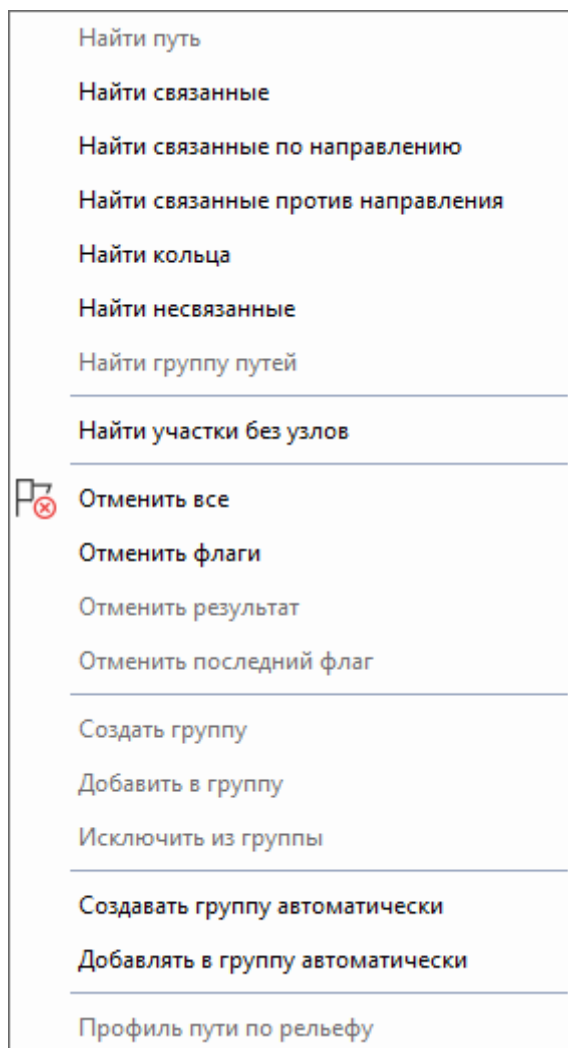 Найти путь
Найти связанные
Найти связанные по направлению
Найти связанные против направления
Найти кольца
Найти несвязанные
Найти группу путей
Найти участки без узлов
Отменить все
Отменить флаги
Отменить результат
Отменить последний флаг
Создать группу
Добавить в группу
Исключить из группы
Создавать группу автоматически
Добавлять в группу автоматически
Профиль пути по рельефу